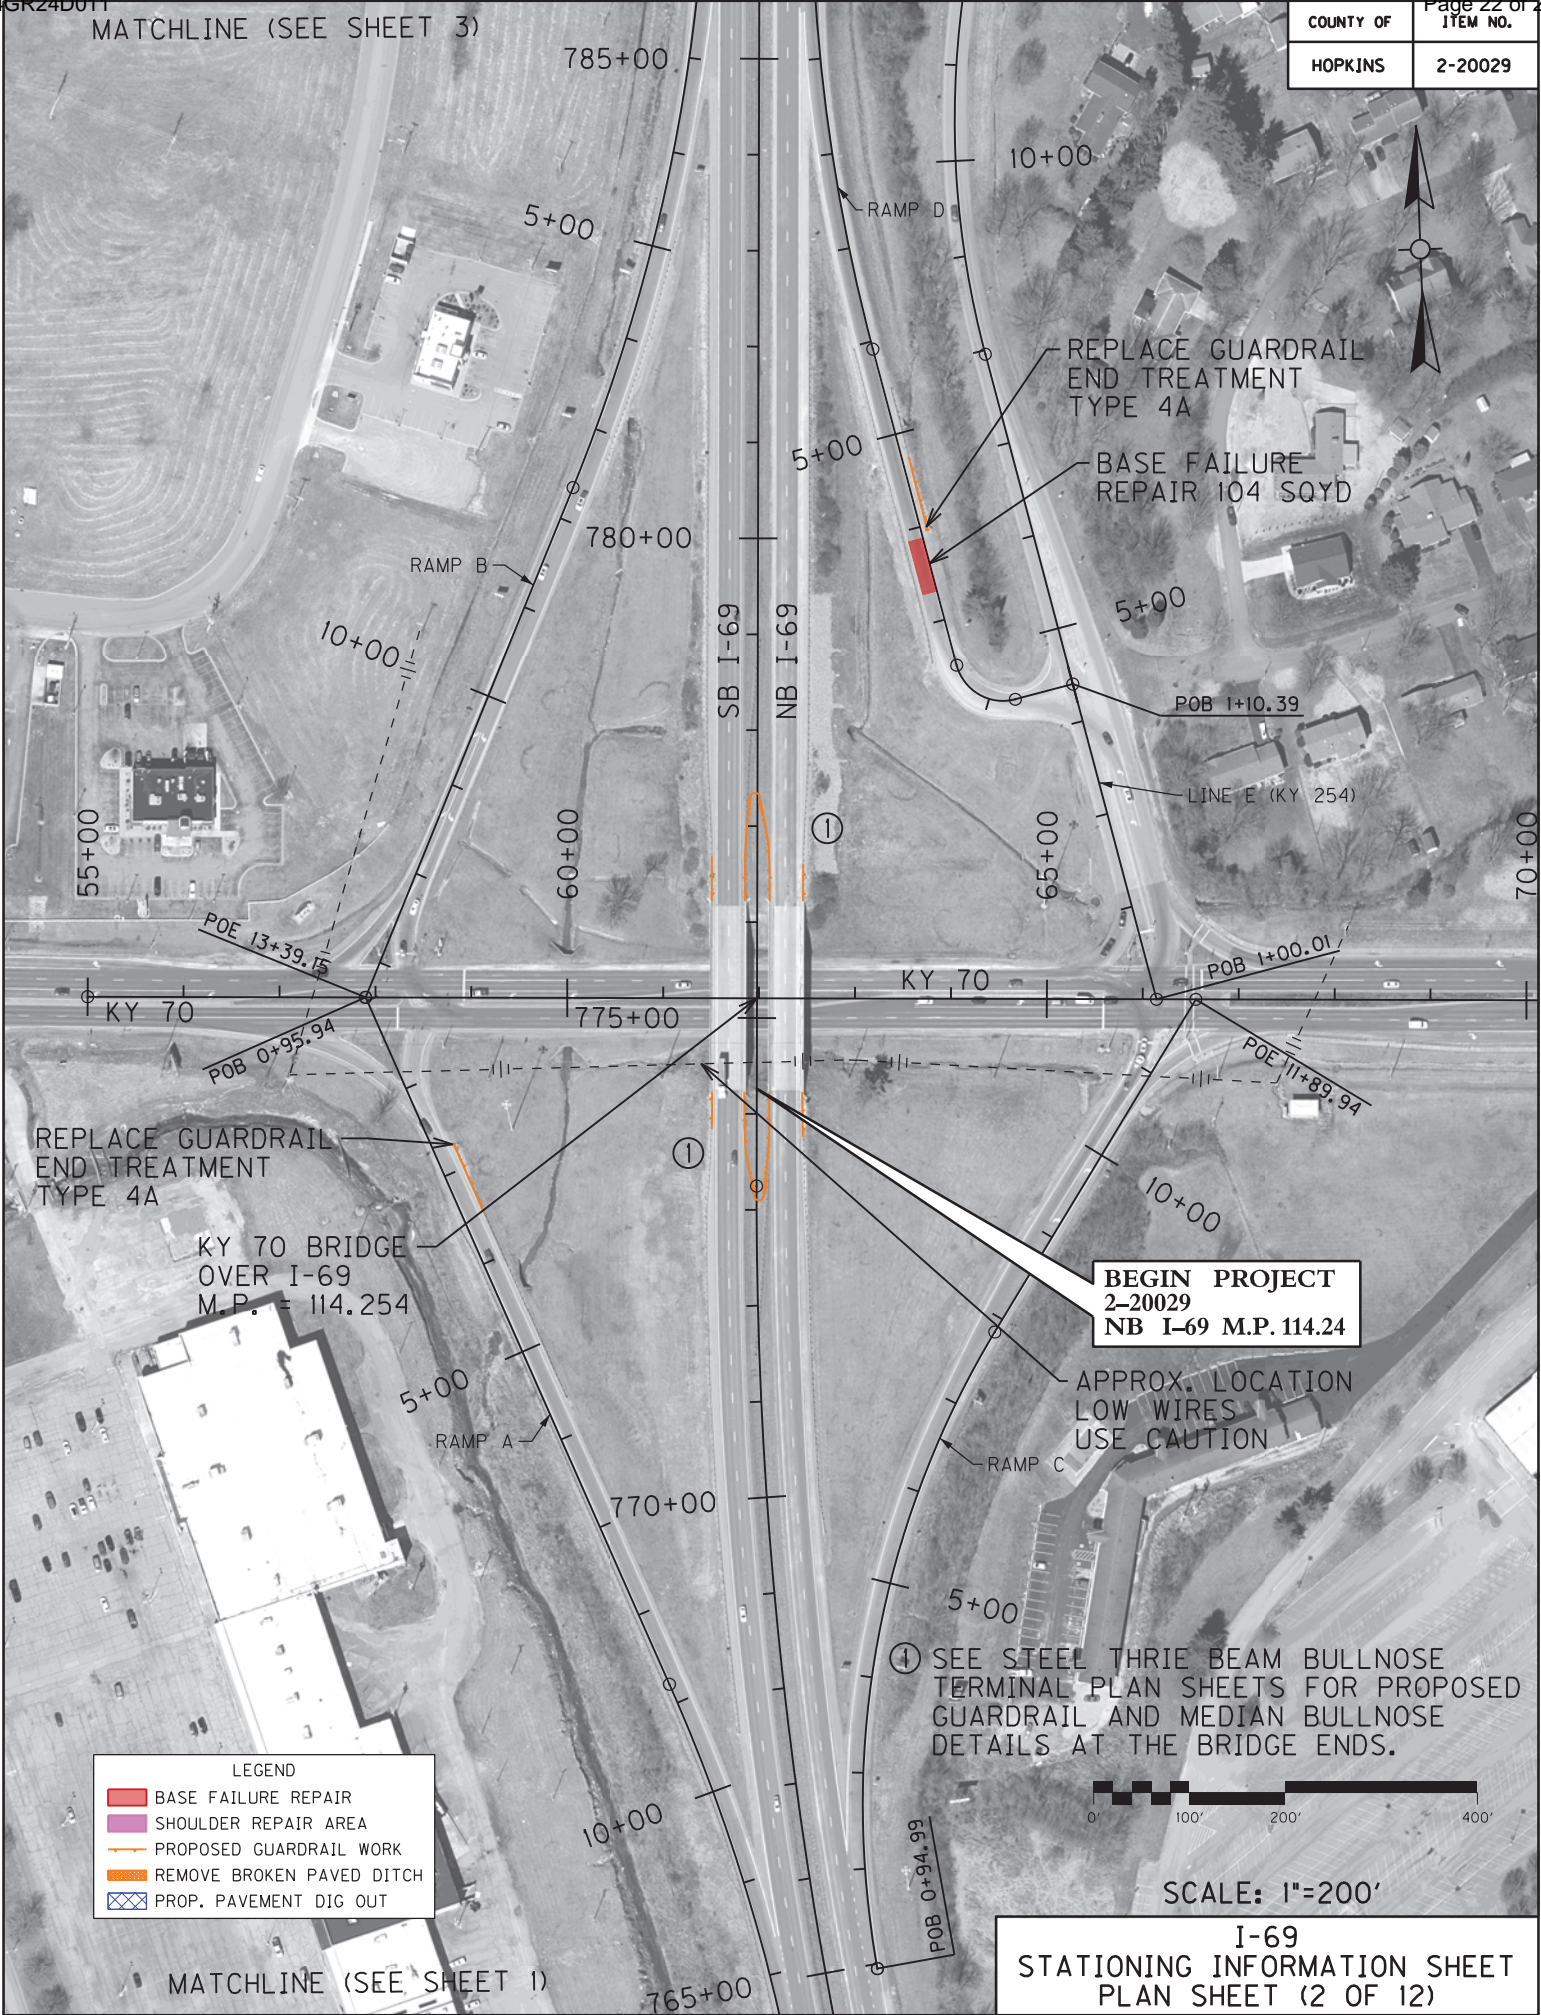 GR24D011
Page 22 of 2
MATCHLINE (SEE SHEET 3)
COUNTY OF
ITEM NO.
HOPKINS
2-20029
785+00
10+00
RAMP D
5+00
REPLACE GUARDRAIL
END TREATMENT
TYPE 4A
5+00
BASE FAILURE
REPAIR 104 SQYD
780+00
RAMP B
10+00
5+00
SB I-69
NB I-69
POB 1+10.39
LINE E (KY 254)
1
55+00
60+00
65+00
70+00
POE 13+39.15
POB 1+00.01
KY 70
KY 70
775+00
POB 0+95.94
POE 11+89.94
REPLACE GUARDRAIL
END TREATMENT
TYPE 4A
1
10+00
KY 70 BRIDGE
OVER I-69
M.P. = 114.254
BEGIN PROJECT
2-20029
NB I-69 M.P. 114.24
5+00
APPROX. LOCATION
LOW WIRES
USE CAUTION
RAMP A
RAMP C
770+00
5+00
1 SEE STEEL THRIE BEAM BULLNOSE
TERMINAL PLAN SHEETS FOR PROPOSED
GUARDRAIL AND MEDIAN BULLNOSE
DETAILS AT THE BRIDGE ENDS.
LEGEND
BASE FAILURE REPAIR
SHOULDER REPAIR AREA
PROPOSED GUARDRAIL WORK
REMOVE BROKEN PAVED DITCH
PROP. PAVEMENT DIG OUT
10+00
0' 100' 200' 400'
POB 0+94.99
SCALE: 1"=200'
MATCHLINE (SEE SHEET 1)
765+00
I-69
STATIONING INFORMATION SHEET
PLAN SHEET (2 OF 12)